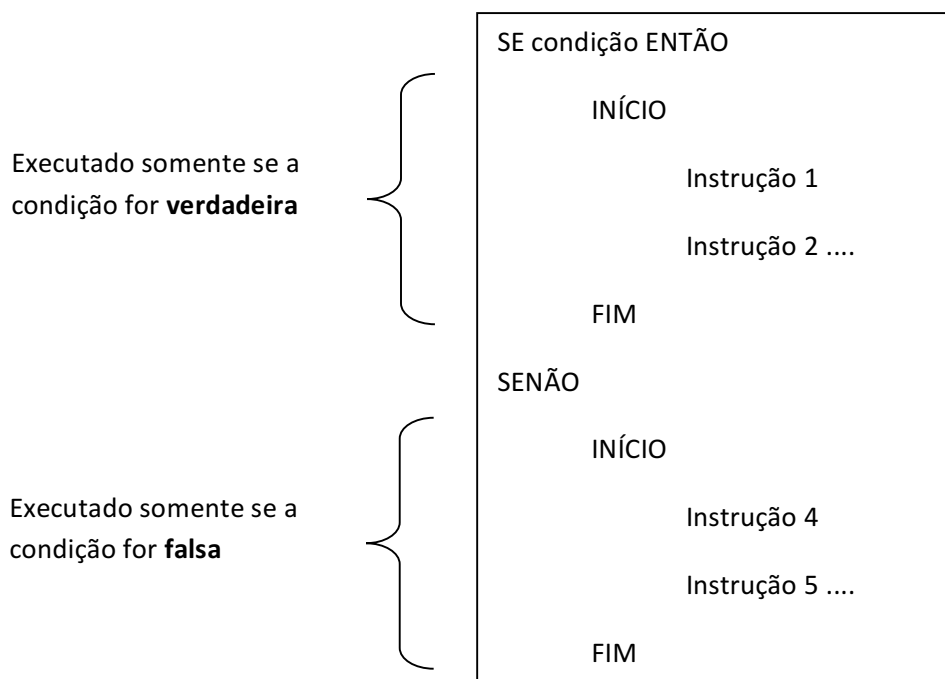 SE condição ENTÃO
INÍCIO
Executado somente se a
condição for verdadeira
Instrução 1
Instrução 2 ....
FIM
SENÃO
INÍCIO
Executado somente se a
condição for falsa
Instrução 4
Instrução 5 ....
FIM